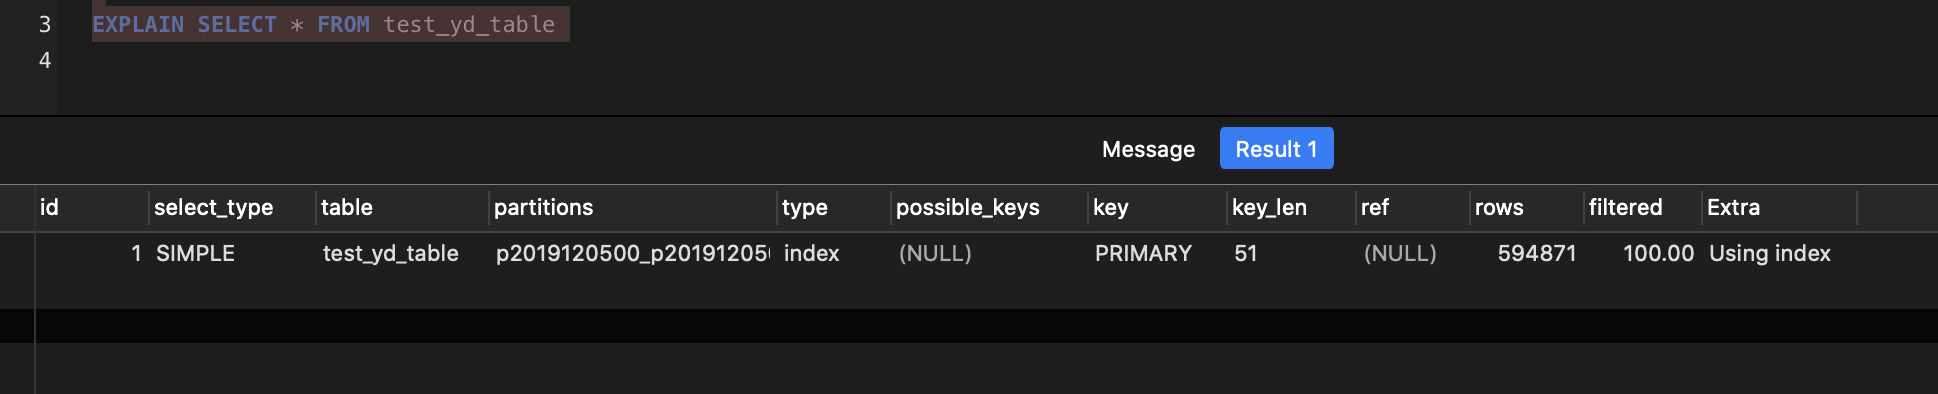 3 EXPLAIN SELECT * FROM test_yd_table
4
Message Result 1
id select_type table partitions type possible_keys key key_len ref rows filtered Extra
1 SIMPLE test_yd_table p2019120500_p20191205 index (NULL) PRIMARY 51 (NULL) 594871 100.00 Using index